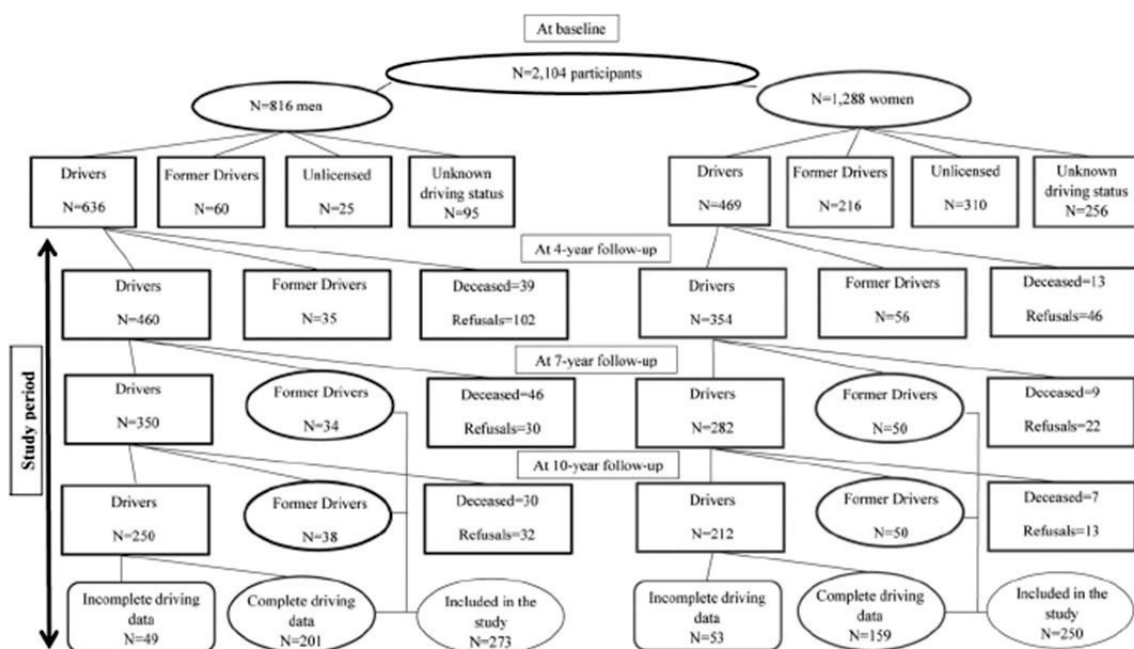 At baseline
N=2,104 participants
N=816 men
N=1,288 women
Drivers
N=636
Former Drivers
N=60
Unlicensed
N=25
Unknown
driving status
N=95
Drivers
N=469
Former Drivers
N=216
Unlicensed
N=310
Unknown
driving status
N=256
At 4-year follow-up
Study period
Drivers
N=460
Former Drivers
N=35
Deceased=39
Refusals=102
Drivers
N=354
Former Drivers
N=56
Deceased=13
Refusals=46
At 7-year follow-up
Drivers
N=350
Former Drivers
N=34
Deceased=46
Refusals=30
Drivers
N=282
Former Drivers
N=50
Deceased=9
Refusals=22
At 10-year follow-up
Drivers
N=250
Former Drivers
N=38
Deceased=30
Refusals=32
Drivers
N=212
Former Drivers
N=50
Deceased=7
Refusals=13
Incomplete driving
data
N=49
Complete driving
data
N=201
Included in the
study
N=273
Incomplete driving
data
N=53
Complete driving
data
N=159
Included in the
study
N=250